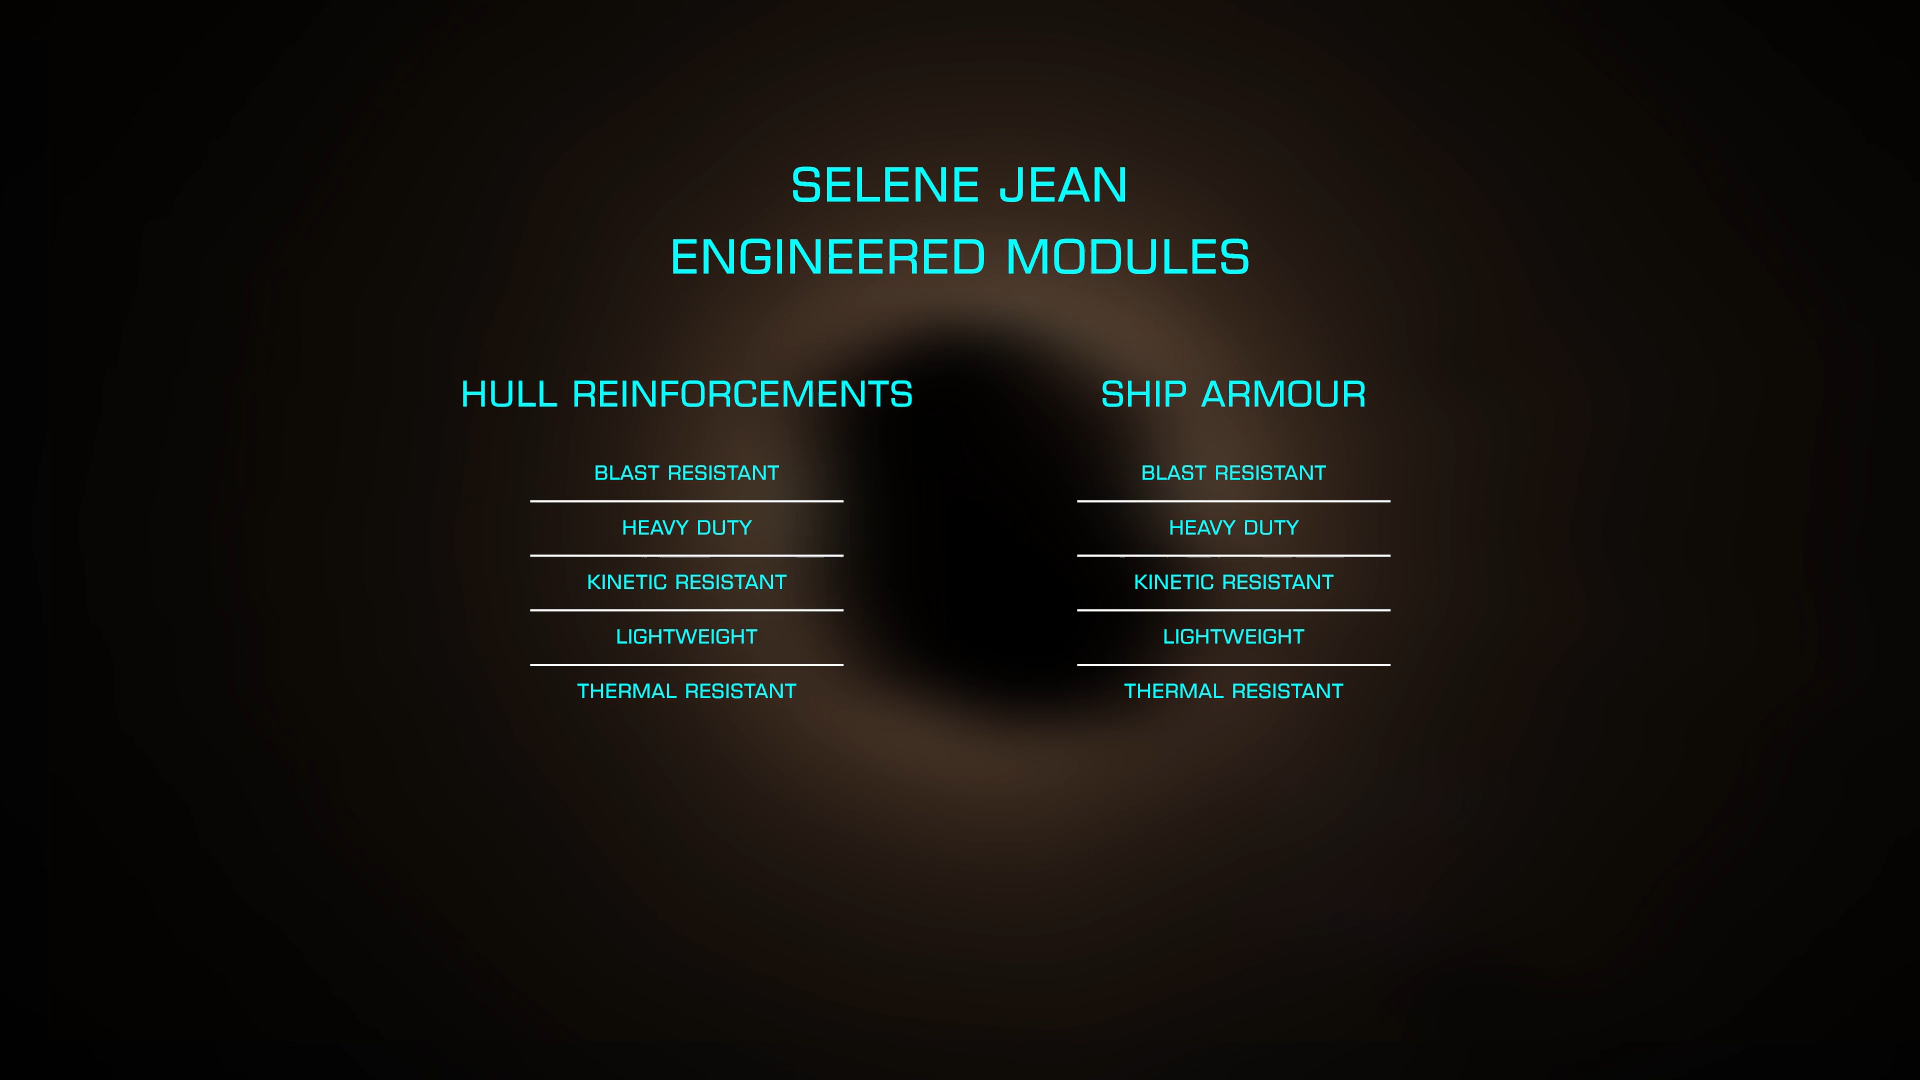 SELENE JEAN
ENGINEERED MODULES
HULL REINFORCEMENTS
BLAST RESISTANT
HEAVY DUTY
KINETIC RESISTANT
LIGHTWEIGHT
THERMAL RESISTANT
SHIP ARMOUR
BLAST RESISTANT
HEAVY DUTY
KINETIC RESISTANT
LIGHTWEIGHT
THERMAL RESISTANT